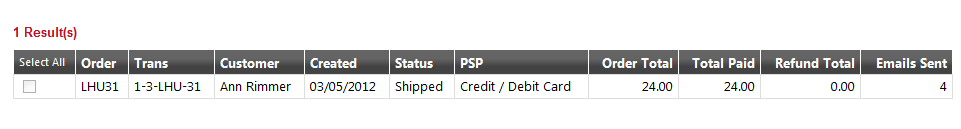 1 Result(s)
Select All Order Trans Customer Created Status PSP Order Total Total Paid Refund Total Emails Sent
LHU31 1-3-LHU-31 Ann Rimmer 03/05/2012 Shipped Credit / Debit Card 24.00 24.00 0.00 4